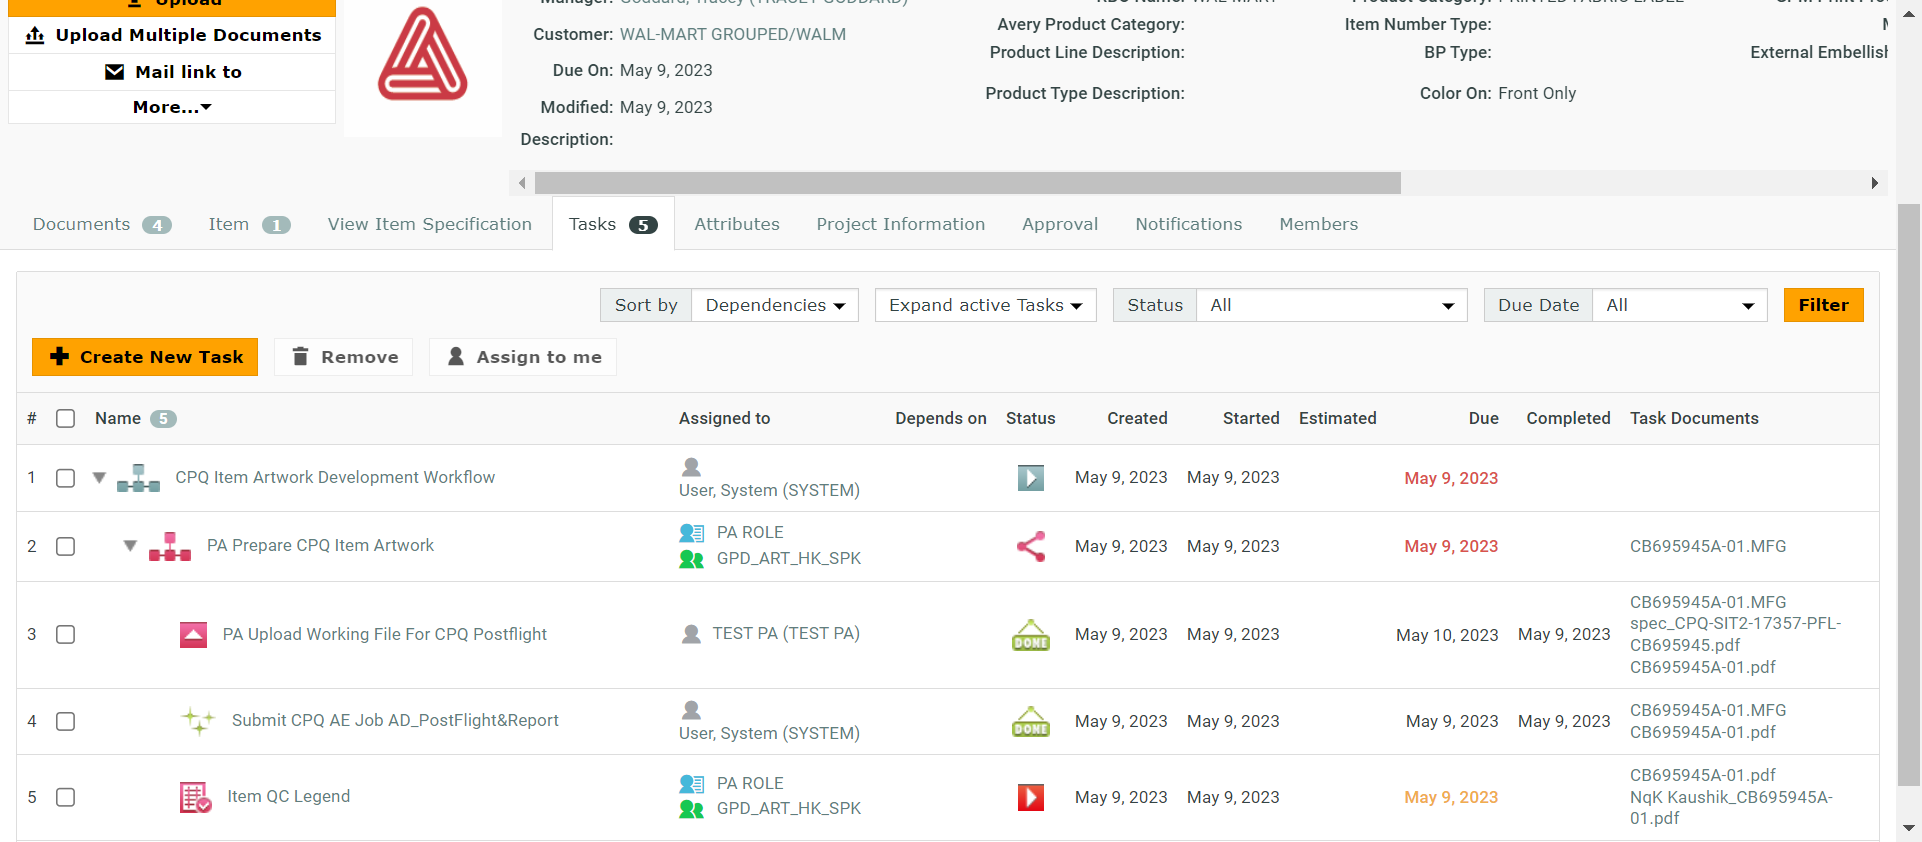 Upload
Upload Multiple Documents
Mail link to
More...
Customer: WAL-MART GROUPED/WALM
Due On: May 9, 2023
Modified: May 9, 2023
Description:
Avery Product Category:
Product Line Description:
Product Type Description:
Item Number Type:
BP Type:
Color On: Front Only
External Embellish
Documents 4 Item 1 View Item Specification Tasks 5 Attributes Project Information Approval Notifications Members
Sort by Dependencies Expand active Tasks Status All Due Date All Filter
Create New Task Remove Assign to me
# Name 5 Assigned to Depends on Status Created Started Estimated Due Completed Task Documents
1 CPQ Item Artwork Development Workflow User, System (SYSTEM) May 9, 2023 May 9, 2023 May 9, 2023
2 PA Prepare CPQ Item Artwork PA ROLE May 9, 2023 May 9, 2023 May 9, 2023 CB695945A-01.MFG
GPD_ART_HK_SPK
3 PA Upload Working File For CPQ Postflight TEST PA (TEST PA) DONE May 9, 2023 May 9, 2023 May 10, 2023 May 9, 2023 CB695945A-01.MFG
spec_CPQ-SIT2-17357-PFL-
CB695945.pdf
CB695945A-01.pdf
4 Submit CPQ AE Job AD_PostFlight&Report User, System (SYSTEM) DONE May 9, 2023 May 9, 2023 May 9, 2023 May 9, 2023 CB695945A-01.MFG
CB695945A-01.pdf
5 Item QC Legend PA ROLE May 9, 2023 May 9, 2023 May 9, 2023 CB695945A-01.pdf
GPD_ART_HK_SPK NqK Kaushik_CB695945A-
01.pdf